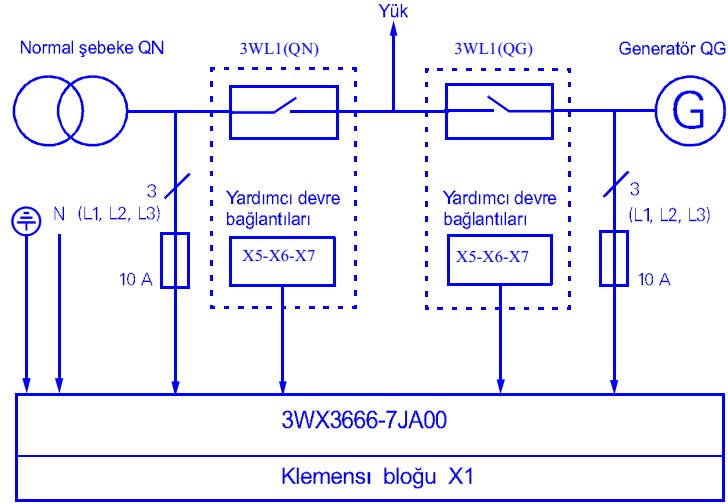 Yük
Normal şebeke QN
3WL1(QN)
3WL1(QG)
Generatör QG
G
3
(L1, L2, L3)
N
10 A
Yardımcı devre
bağlantıları
X5-X6-X7
Yardımcı devre
bağlantıları
X5-X6-X7
3
(L1, L2, L3)
10 A
3WX3666-7JA00
Klemensı bloğu X1